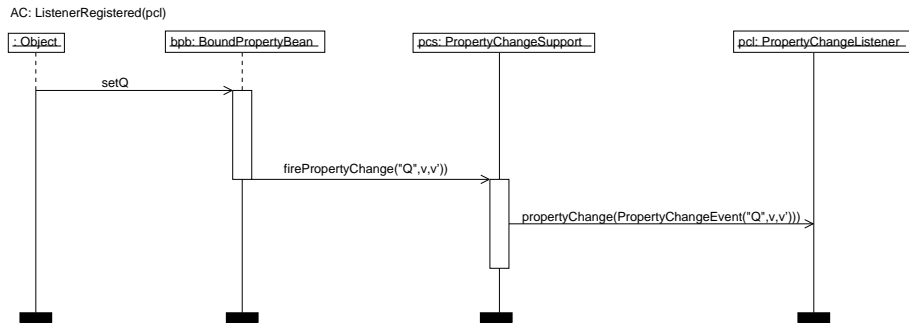 AC: ListenerRegistered(pcl)
: Object
bpb: BoundPropertyBean
pcs: PropertyChangeSupport
pcl: PropertyChangeListener
setQ
firePropertyChange("Q",v,v'))
propertyChange(PropertyChangeEvent("Q",v,v')))